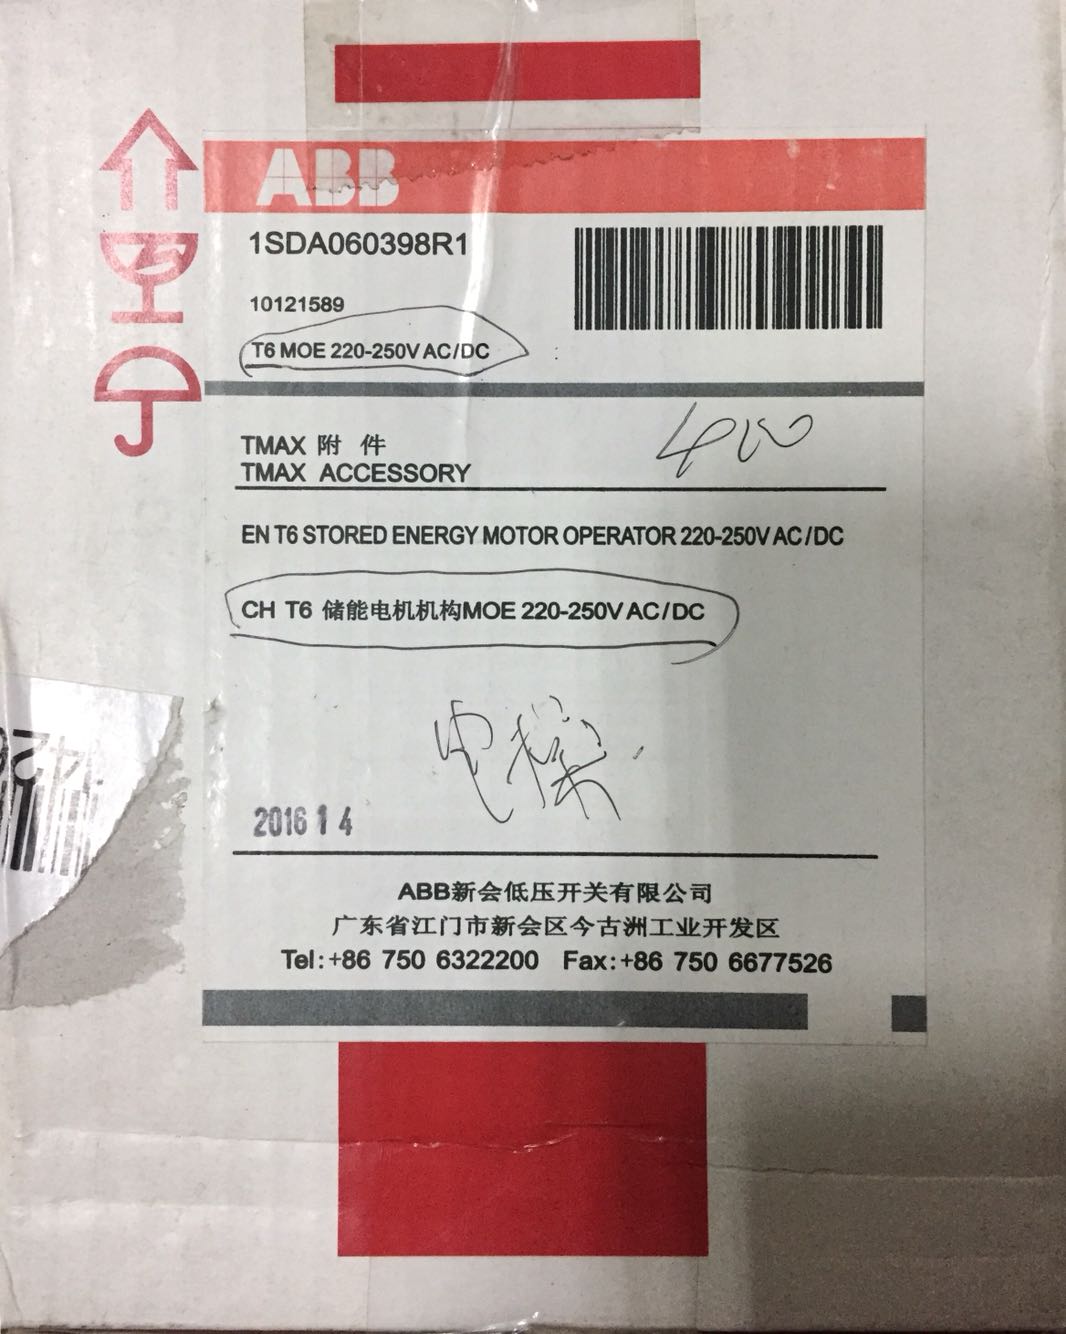 ABB
1SDA060398R1
10121589
T6 MOE 220-250V AC/DC
TMAX 附 件
TMAX ACCESSORY
EN T6 STORED ENERGY MOTOR OPERATOR 220-250V AC/DC
CH T6 储能电机机构MOE 220-250V AC/DC
电操
2016 1 4
ABB新会低压开关有限公司
广东省江门市新会区今古洲工业开发区
Tel:+86 750 6322200 Fax:+86 750 6677526